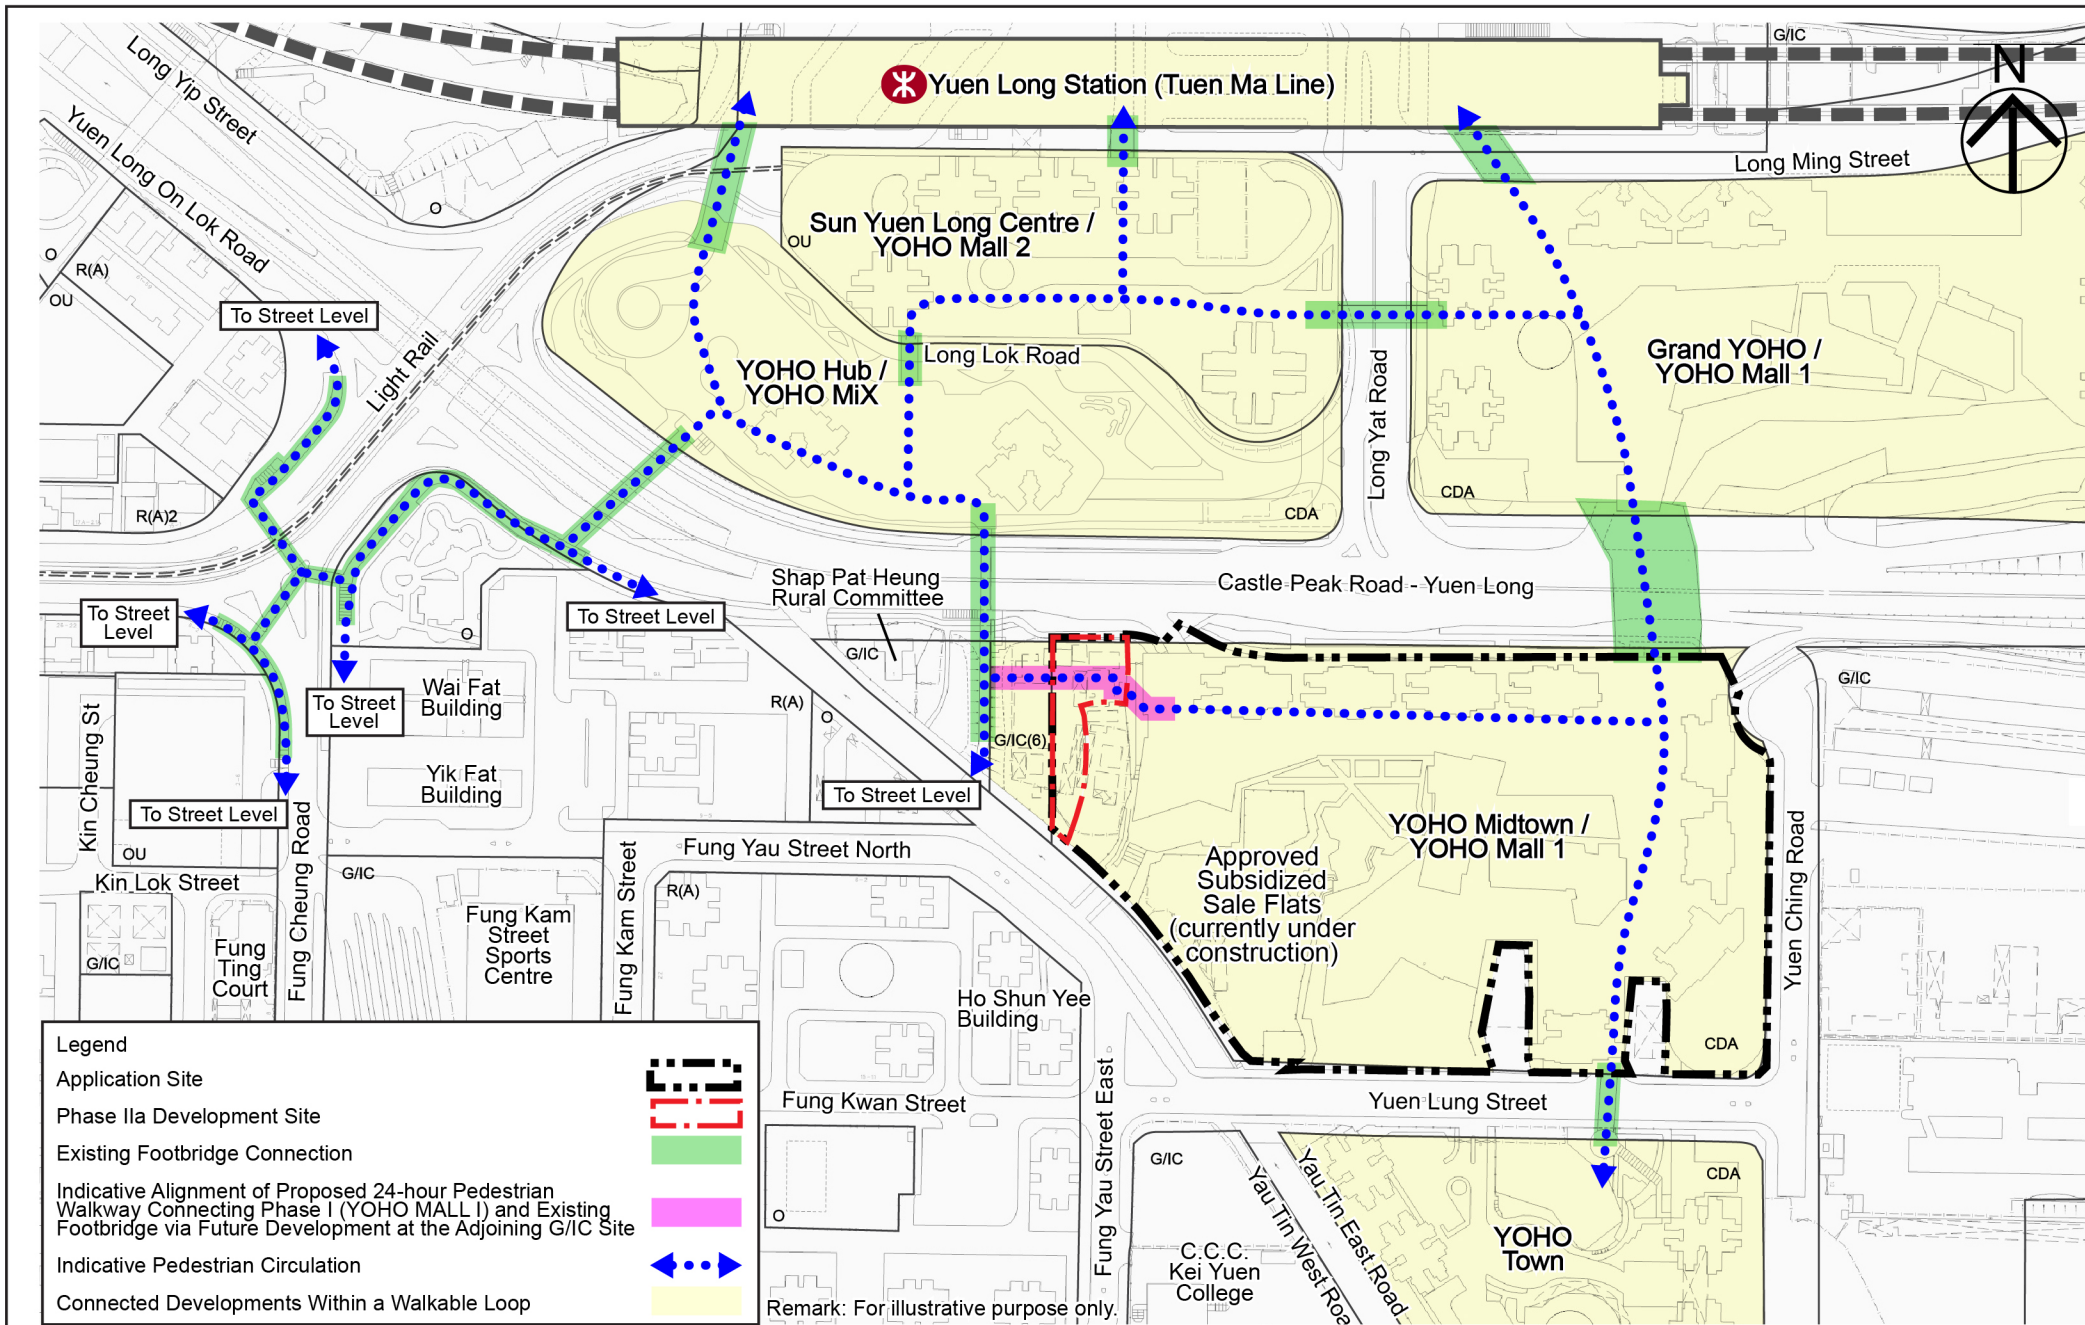 G/IC
N
Long Yip Street
Yuen Long Station (Tuen Ma Line)
Yuen Long On Lok Road
Long Ming Street
O
Sun Yuen Long Centre /
YOHO Mall 2
OU
O
R(A)
OU
To Street Level
Light Rail
Long Lok Road
YOHO Hub /
YOHO MiX
Grand YOHO /
YOHO Mall 1
Long Yat Road
CDA
CDA
R(A)2
Shap Pat Heung
Rural Committee
Castle Peak Road - Yuen Long
To Street
Level
To Street Level
O
G/IC
G/IC
Wai Fat
Building
To Street
Level
R(A)
O
G/IC(6)
Kin Cheung St
Yik Fat
Building
To Street Level
To Street Level
YOHO Midtown /
YOHO Mall 1
Fung Yau Street North
Approved
Subsidized
Sale Flats
(currently under
construction)
OU
Kin Lok Street
G/IC
Fung Cheung Road
Fung Kam Street
R(A)
Yuen Ching Road
Fung Kam
Street
Sports
Centre
Fung
Ting
Court
G/IC
Ho Shun Yee
Building
CDA
Legend
Application Site
Phase IIa Development Site
Existing Footbridge Connection
Indicative Alignment of Proposed 24-hour Pedestrian
Walkway Connecting Phase I (YOHO MALL I) and Existing
Footbridge via Future Development at the Adjoining G/IC Site
Indicative Pedestrian Circulation
Connected Developments Within a Walkable Loop
Fung Kwan Street
Yuen Lung Street
Fung Yau Street East
G/IC
CDA
O
Yau Tin East Road
Yau Tin West Roa
YOHO
Town
C.C.C.
Kei Yuen
College
Remark: For illustrative purpose only.